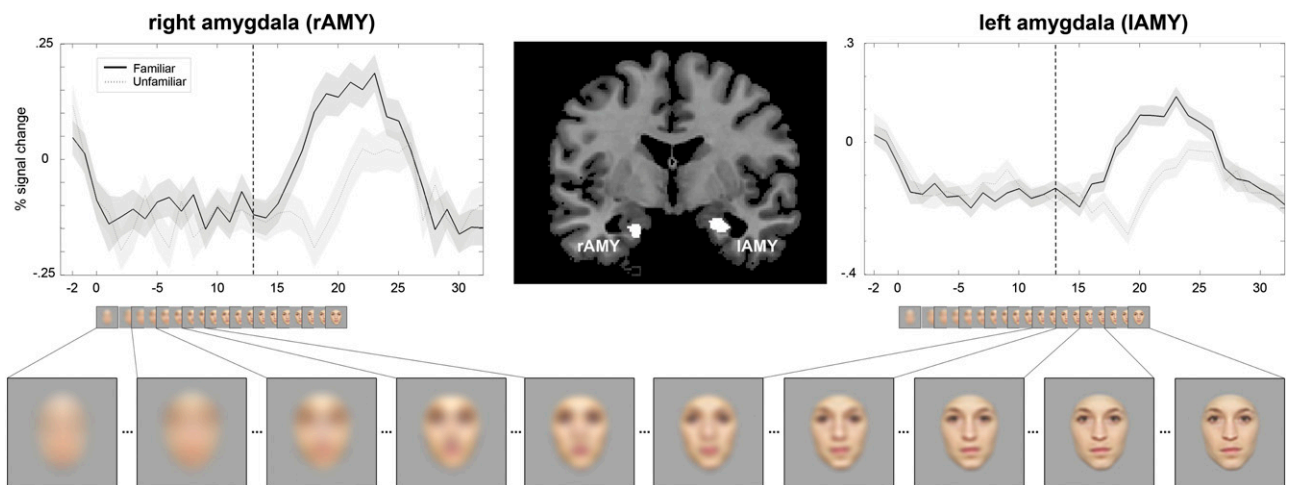 right amygdala (rAMY)
left amygdala (lAMY)
.25
0
-.25
% signal change
Familiar
Unfamiliar
-2 0 5 10 15 20 25 30
rAMY
lAMY
.3
0
-.4
-2 0 5 10 15 20 25 30
... ... ... ... ... ... ... ... ...